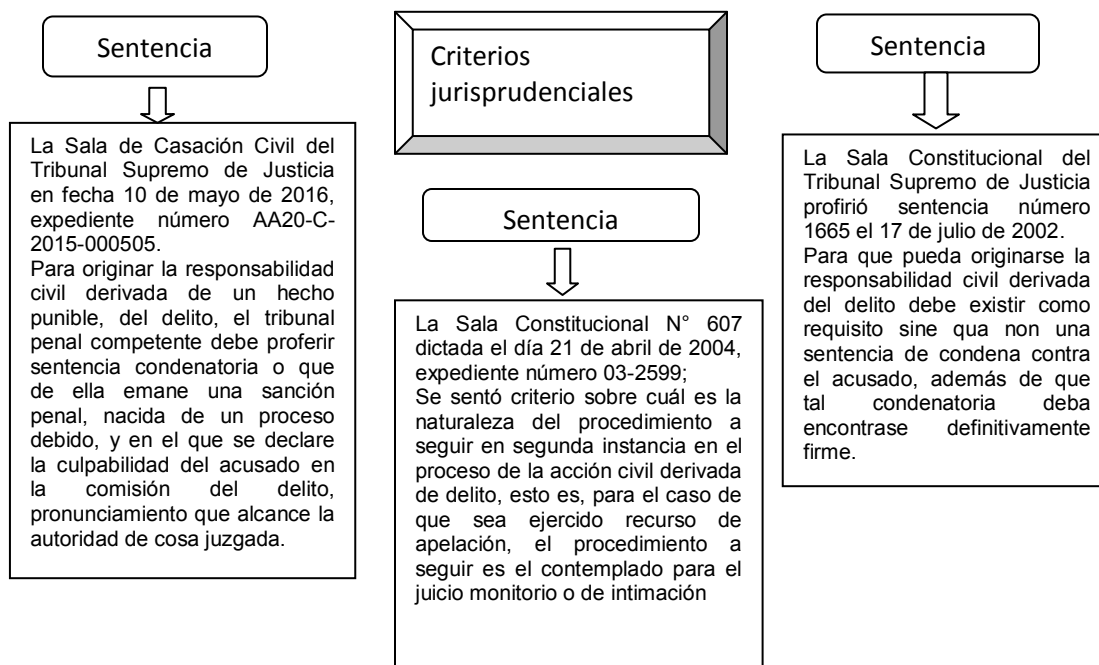 Sentencia
La Sala de Casación Civil del
Tribunal Supremo de Justicia
en fecha 10 de mayo de 2016,
expediente número AA20-C-
2015-000505.
Para originar la responsabilidad
civil derivada de un hecho
punible, del delito, el tribunal
penal competente debe proferir
sentencia condenatoria o que
de ella emane una sanción
penal, nacida de un proceso
debido, y en el que se declare
la culpabilidad del acusado en
la comisión del delito,
pronunciamiento que alcance la
autoridad de cosa juzgada.
Criterios
jurisprudenciales
Sentencia
La Sala Constitucional N° 607
dictada el día 21 de abril de 2004,
expediente número 03-2599;
Se sentó criterio sobre cuál es la
naturaleza del procedimiento a
seguir en segunda instancia en el
proceso de la acción civil derivada
de delito, esto es, para el caso de
que sea ejercido recurso de
apelación, el procedimiento a
seguir es el contemplado para el
juicio monitorio o de intimación
Sentencia
La Sala Constitucional del
Tribunal Supremo de Justicia
profirió sentencia número
1665 el 17 de julio de 2002.
Para que pueda originarse la
responsabilidad civil derivada
del delito debe existir como
requisito sine qua non una
sentencia de condena contra
el acusado, además de que
tal condenatoria deba
encontrase definitivamente
firme.